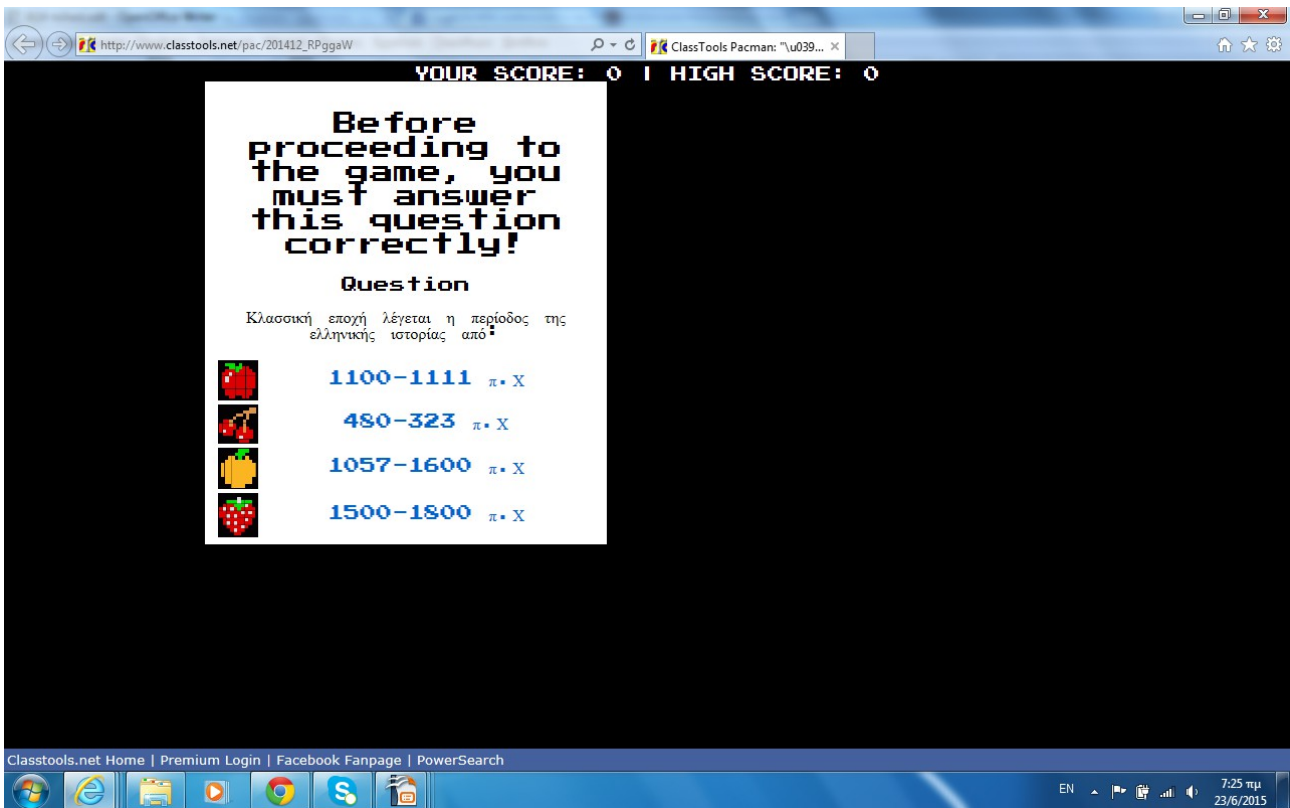 http://www.classtools.net/pac/201412_RPggaW
ClassTools Pacman: "\u039...
YOUR SCORE: 0 | HIGH SCORE: 0
Before
proceeding to
the game, you
must answer
this question
correctly!
Question
Κλασσική εποχή λέγεται η περίοδος της
ελληνικής ιστορίας από:
1100-1111 π.Χ
480-323 π.Χ
1057-1600 π.Χ
1500-1800 π.Χ
Classtools.net Home | Premium Login | Facebook Fanpage | PowerSearch
EN
7:25 πμ
23/6/2015